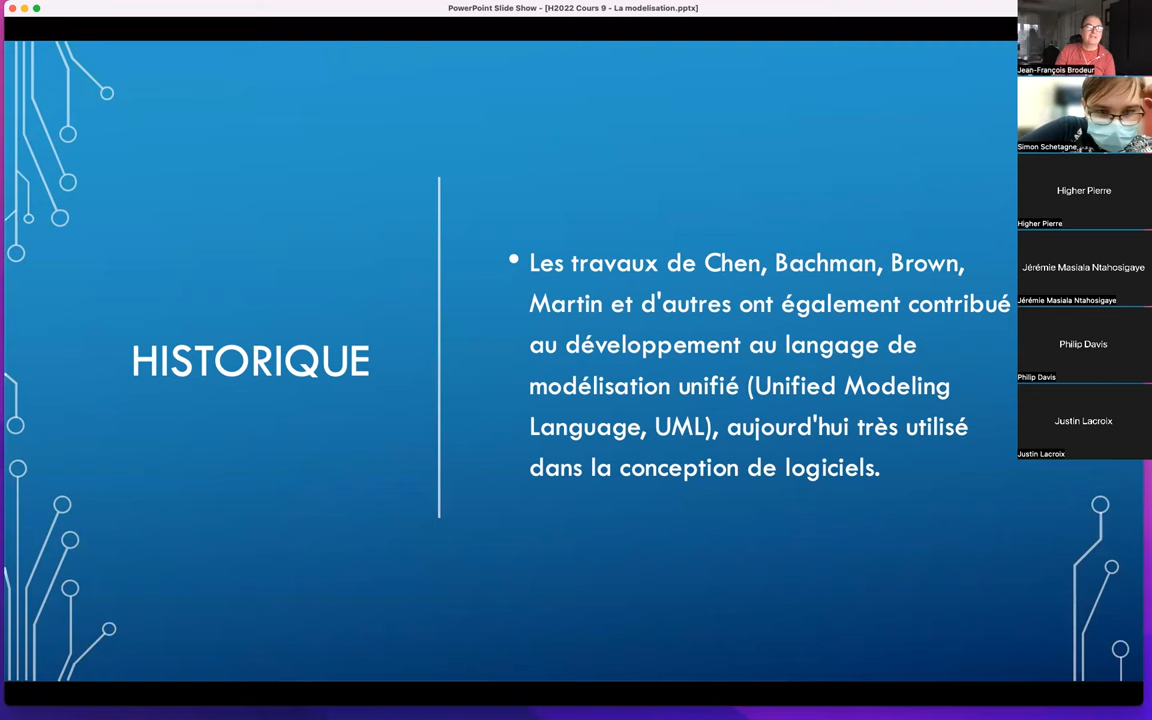 PowerPoint Slide Show - [H2022 Cours 9 - La modelisation.pptx]
HISTORIQUE
• Les travaux de Chen, Bachman, Brown,
Martin et d'autres ont également contribué
au développement au langage de
modélisation unifié (Unified Modeling
Language, UML), aujourd'hui très utilisé
dans la conception de logiciels.
Jean-François Brodeur
Simon Schetagne
Higher Pierre
Higher Pierre
Jérémie Masiala Ntahosigaye
Jérémie Masiala Ntahosigaye
Philip Davis
Philip Davis
Justin Lacroix
Justin Lacroix